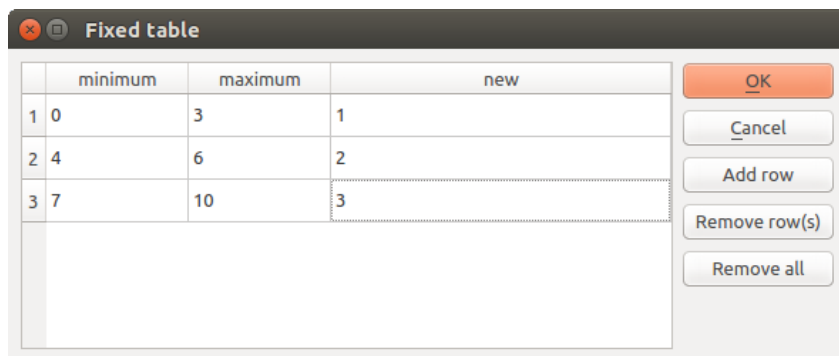 Fixed table
minimum maximum new
1 0 3 1
2 4 6 2
3 7 10 3
OK
Cancel
Add row
Remove row(s)
Remove all